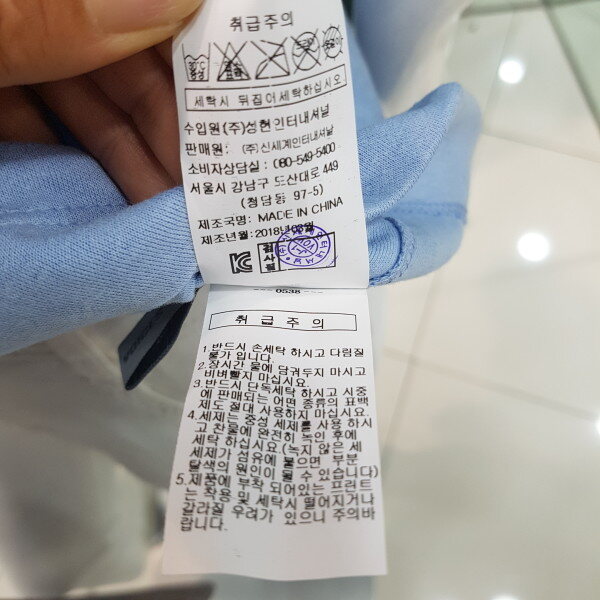 취급주의
세탁시 뒤집어세탁하십시오
수입원(주)성현인터내셔널
판매원: (주)신세계인터내셔날
소비자상담실 : 080-549-5400
서울시 강남구 도산대로 449
(청담동 97-5)
제조국명: MADE IN CHINA
제조년월:2018년03월
검사필
--- 0538 ---
취급주의
1.반드시 손세탁 하시고 다림질
불가 입니다.
2.장시간 물에 담궈두지 마시고
비벼빨지 마십시요.
3.반드시 단독세탁 하시고 시중
에 판매되는 어떤 종류의 표백
제도 절대 사용하지 마십시요.
4.세제는 중성 세제를 사용 하시
고 찬물에 완전히 녹인 후에
세탁 하십시요.(녹지 않은 세
세제가 섬유에 물으면 부분
탈색의 원인이 될 수 있습니다)
5.제품에 부착 되어있는 프린트
는 착용 및 세탁시 떨어지거나
갈라질 우려가 있으니 주의바
랍니다.